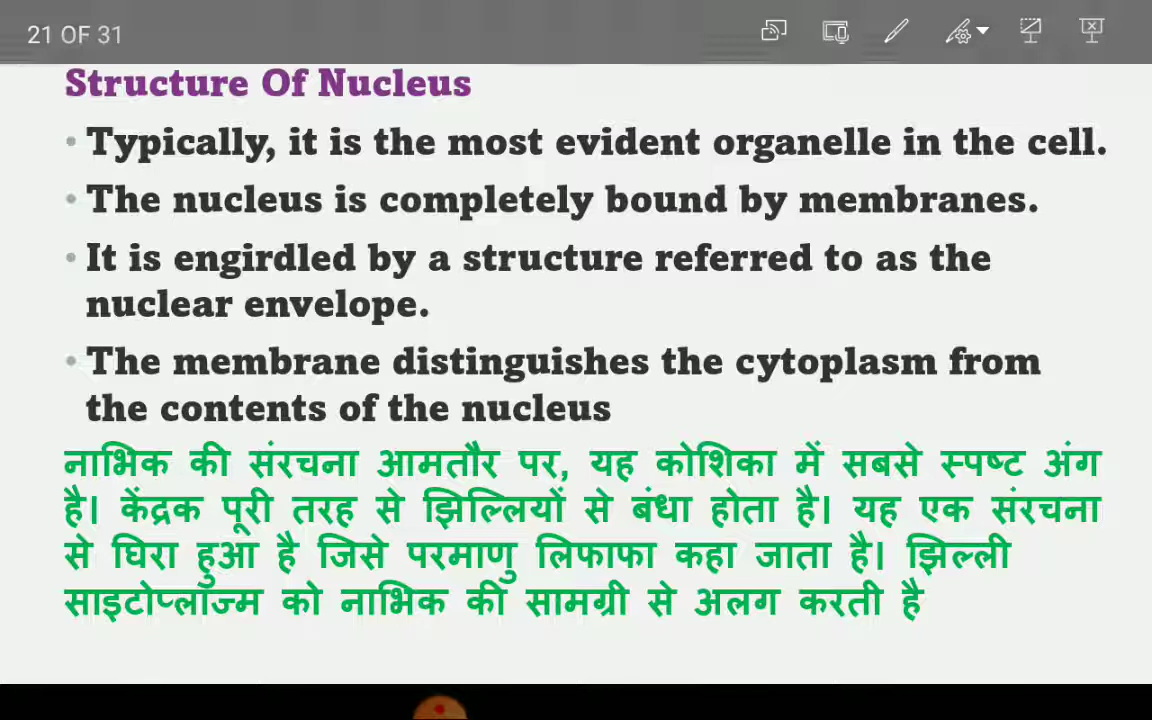 21 OF 31
Structure Of Nucleus
• Typically, it is the most evident organelle in the cell.
• The nucleus is completely bound by membranes.
• It is engirdled by a structure referred to as the
nuclear envelope.
• The membrane distinguishes the cytoplasm from
the contents of the nucleus
नाभिक की संरचना आमतौर पर, यह कोशिका में सबसे स्पष्ट अंग
है। केंद्रक पूरी तरह से झिल्लियों से बंधा होता है। यह एक संरचना
से घिरा हुआ है जिसे परमाणु लिफाफा कहा जाता है। झिल्ली
साइटोप्लाज्म को नाभिक की सामग्री से अलग करती है